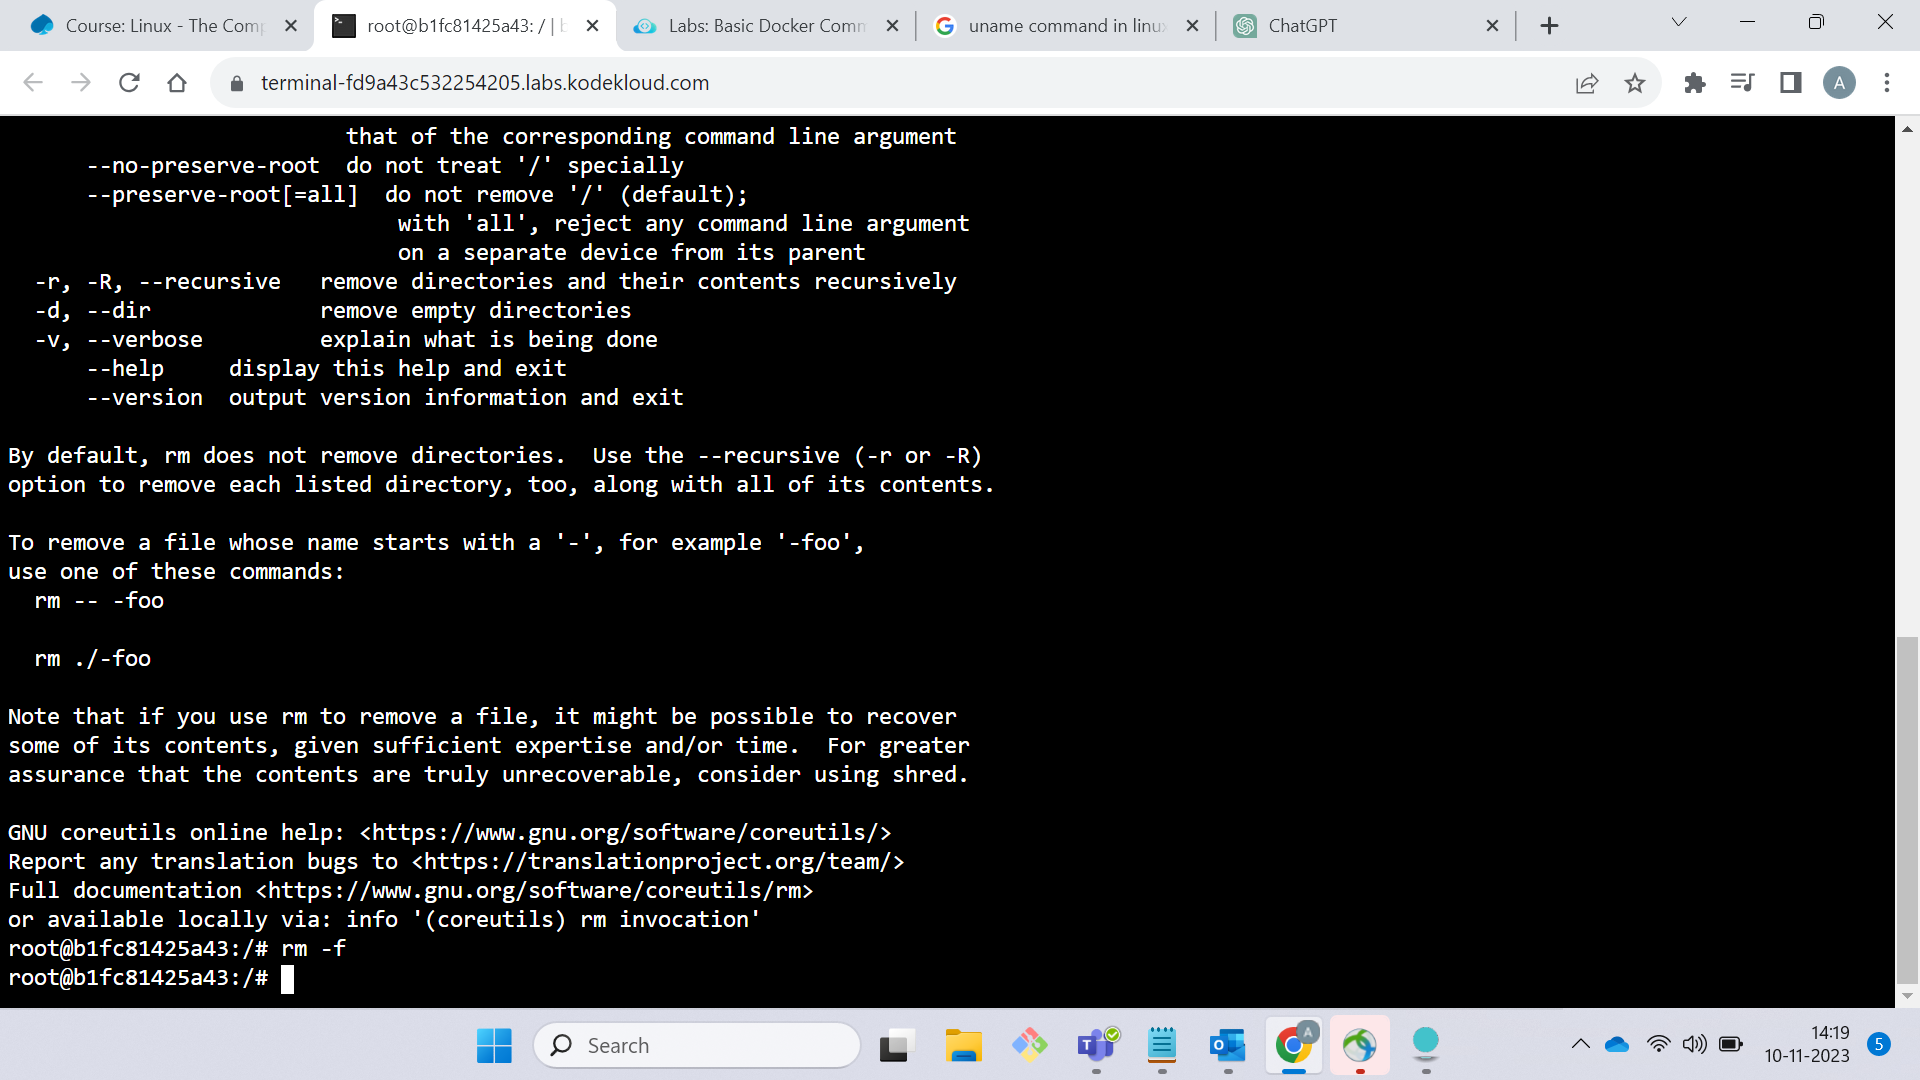 Course: Linux - The Comp
root@b1fc81425a43: / | b
Labs: Basic Docker Comm
uname command in linux
ChatGPT
terminal-fd9a43c532254205.labs.kodekloud.com
A
that of the corresponding command line argument
--no-preserve-root  do not treat '/' specially
--preserve-root[=all]  do not remove '/' (default);
with 'all', reject any command line argument
on a separate device from its parent
-r, -R, --recursive   remove directories and their contents recursively
-d, --dir             remove empty directories
-v, --verbose         explain what is being done
--help     display this help and exit
--version  output version information and exit
By default, rm does not remove directories.  Use the --recursive (-r or -R)
option to remove each listed directory, too, along with all of its contents.
To remove a file whose name starts with a '-', for example '-foo',
use one of these commands:
rm -- -foo
rm ./-foo
Note that if you use rm to remove a file, it might be possible to recover
some of its contents, given sufficient expertise and/or time.  For greater
assurance that the contents are truly unrecoverable, consider using shred.
GNU coreutils online help: <https://www.gnu.org/software/coreutils/>
Report any translation bugs to <https://translationproject.org/team/>
Full documentation <https://www.gnu.org/software/coreutils/rm>
or available locally via: info '(coreutils) rm invocation'
root@b1fc81425a43:/# rm -f
root@b1fc81425a43:/#
Search
14:19
10-11-2023
5